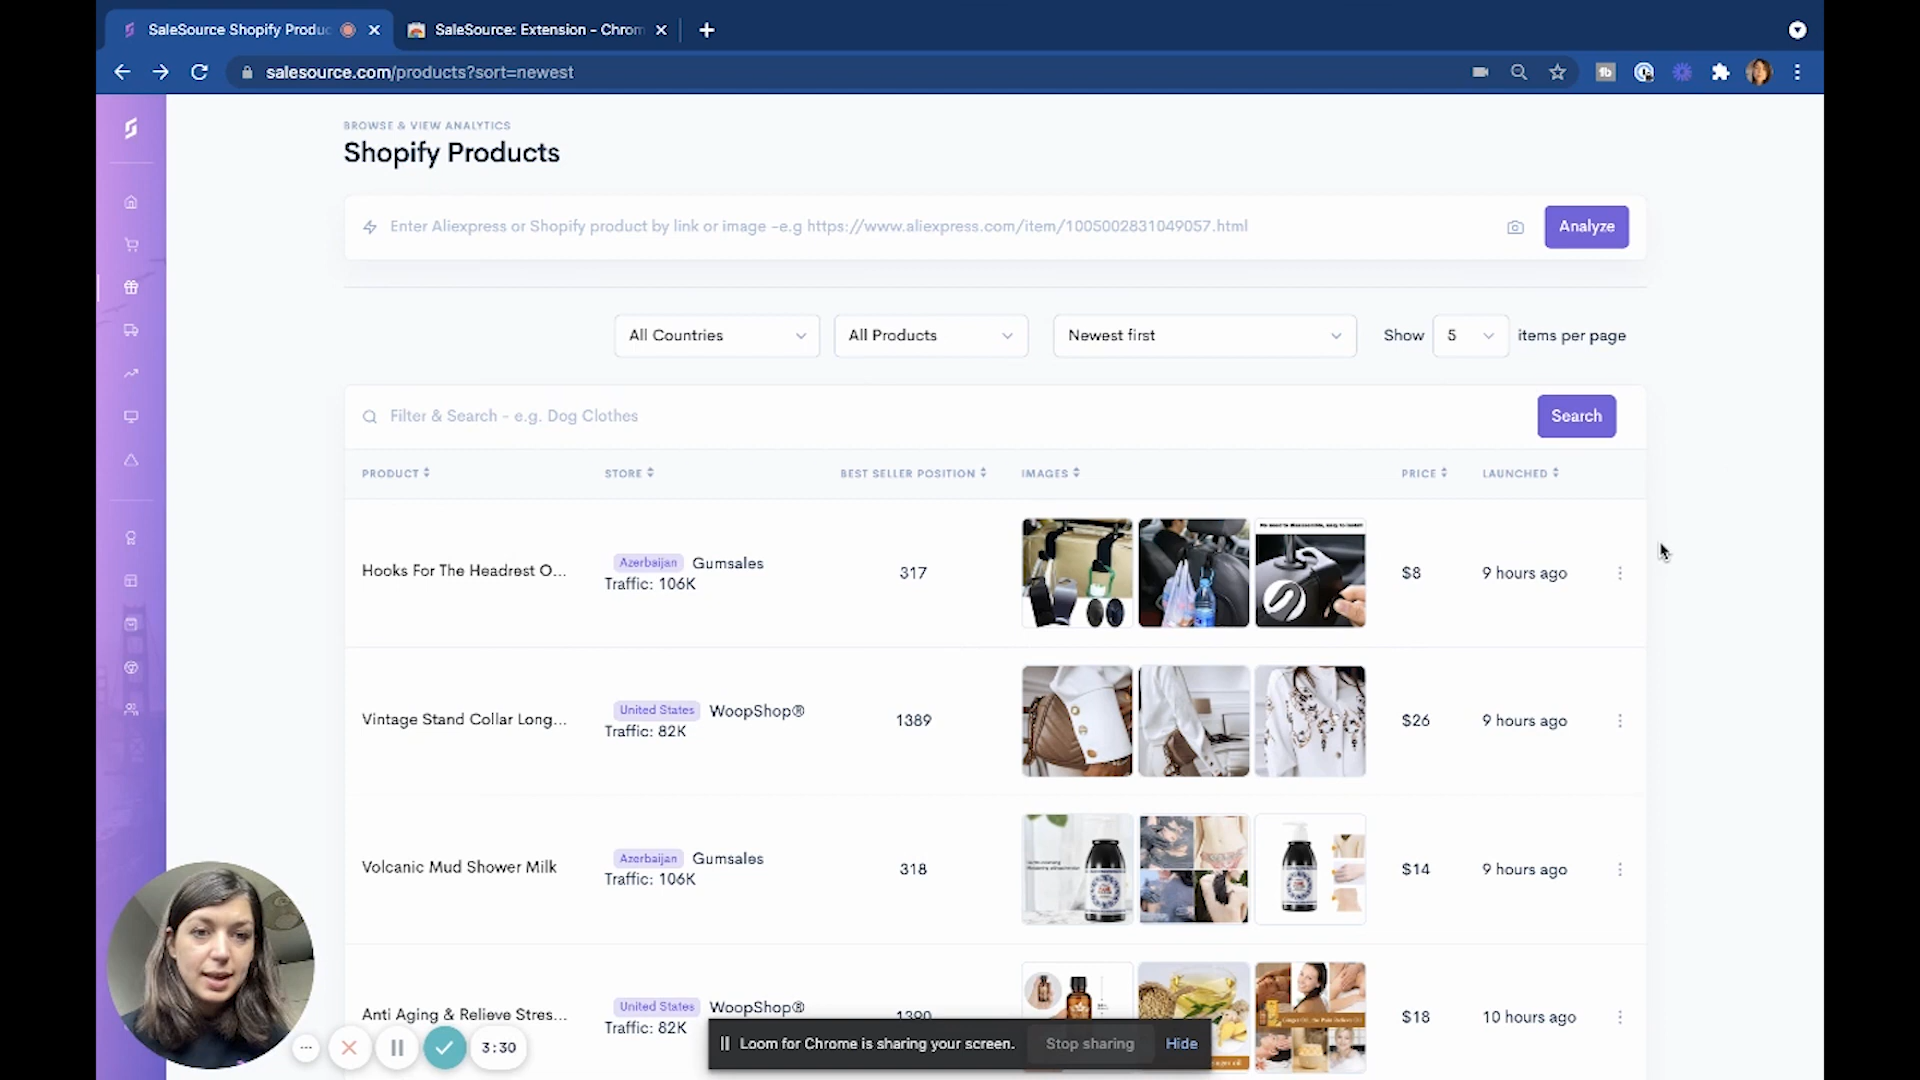 SaleSource Shopify Produc
SaleSource: Extension - Chrom
salesource.com/products?sort=newest
BROWSE & VIEW ANALYTICS
Shopify Products
Enter Aliexpress or Shopify product by link or image -e.g https://www.aliexpress.com/item/1005002831049057.html
Analyze
All Countries
All Products
Newest first
Show 5 items per page
Filter & Search - e.g. Dog Clothes
Search
PRODUCT STORE BEST SELLER POSITION IMAGES PRICE LAUNCHED
Hooks For The Headrest O...
Azerbaijan Gumsales
Traffic: 106K
317
$8
9 hours ago
Vintage Stand Collar Long...
United States WoopShop®
Traffic: 82K
1389
$26
9 hours ago
Volcanic Mud Shower Milk
Azerbaijan Gumsales
Traffic: 106K
318
$14
9 hours ago
Anti Aging & Relieve Stres...
United States WoopShop®
Traffic: 82K
1390
$18
10 hours ago
3:30
Loom for Chrome is sharing your screen.
Stop sharing
Hide